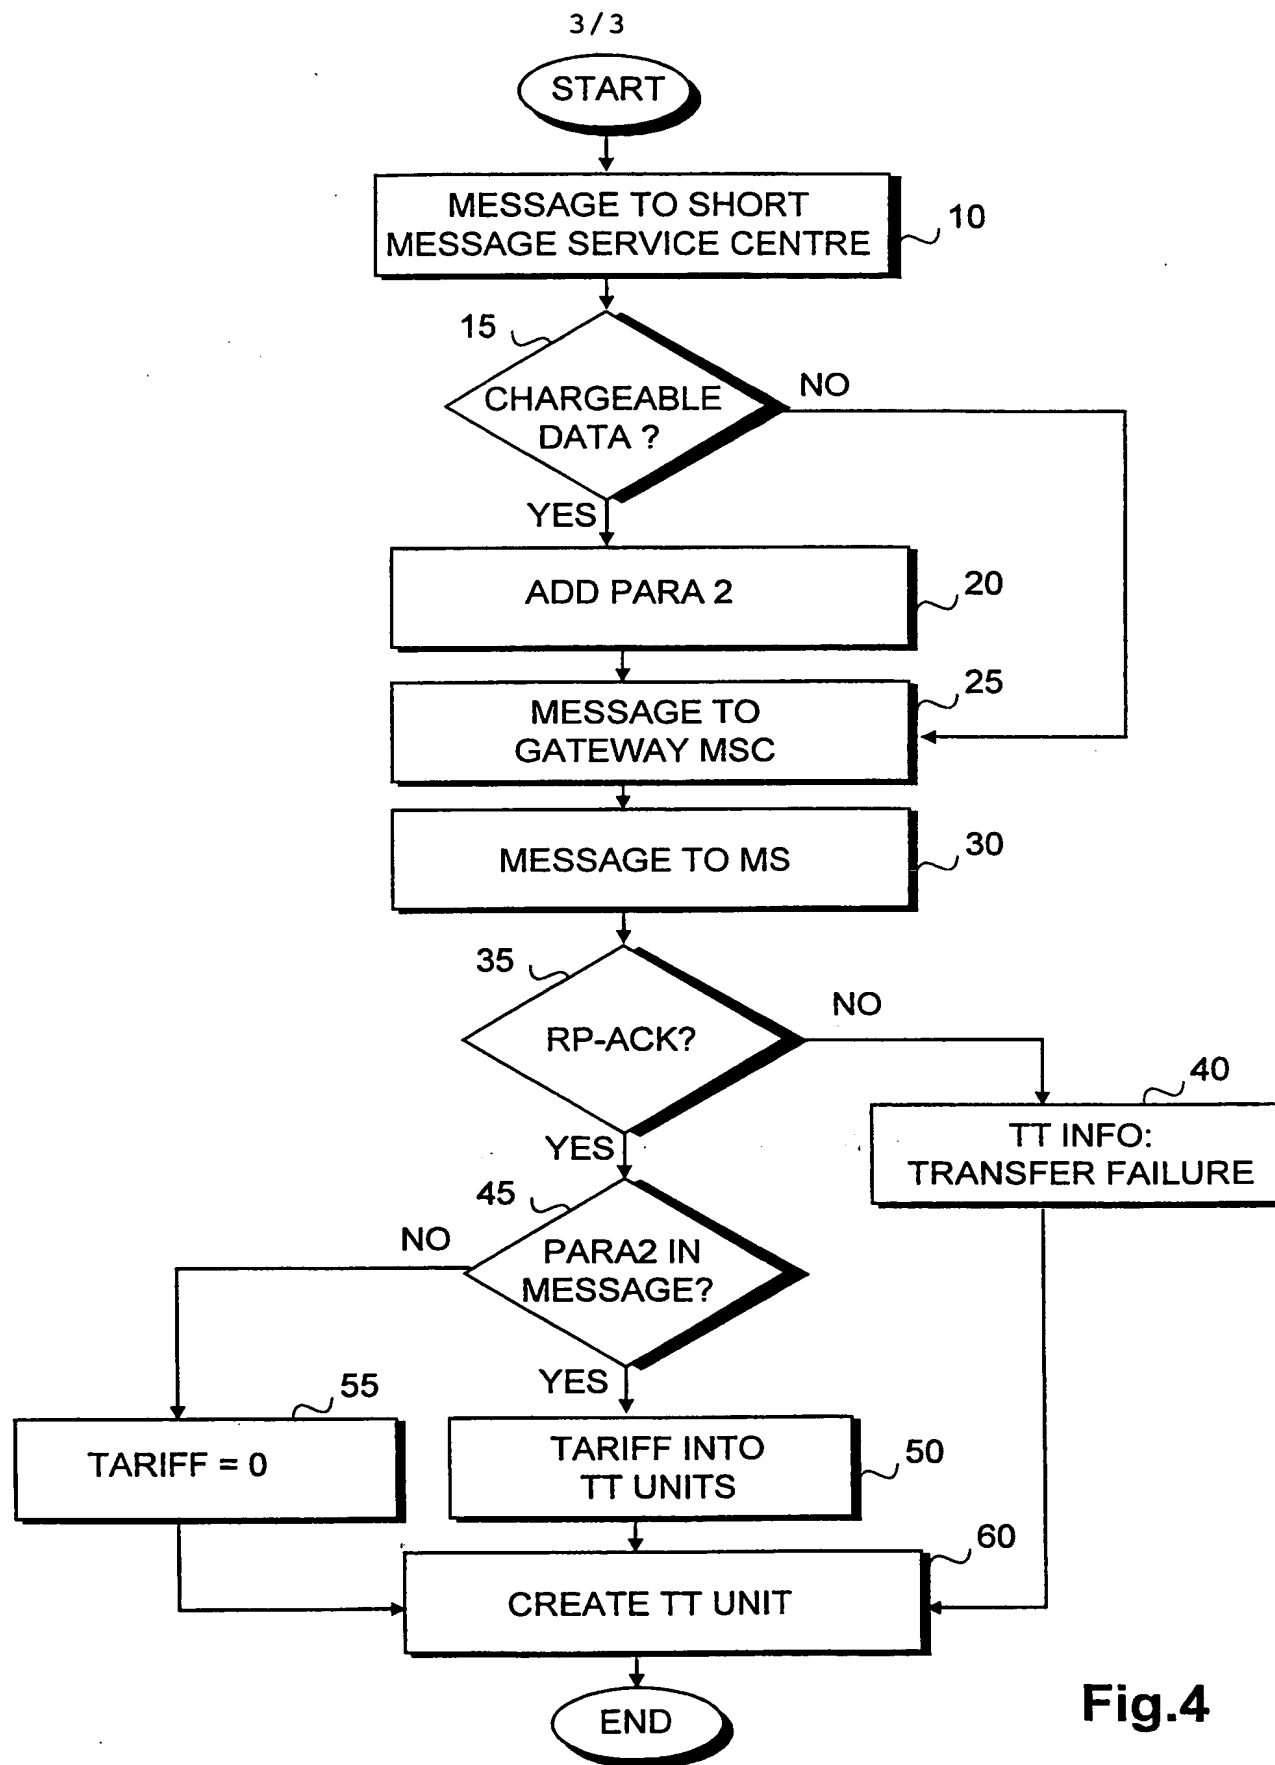 3/3
START
MESSAGE TO SHORT
MESSAGE SERVICE CENTRE
10
15
CHARGEABLE
DATA ?
NO
YES
ADD PARA 2
20
25
MESSAGE TO
GATEWAY MSC
MESSAGE TO MS
30
35
RP-ACK?
NO
YES
40
TT INFO:
TRANSFER FAILURE
45
PARA2 IN
MESSAGE?
NO
YES
55
TARIFF = 0
TARIFF INTO
TT UNITS
50
60
CREATE TT UNIT
END
Fig.4